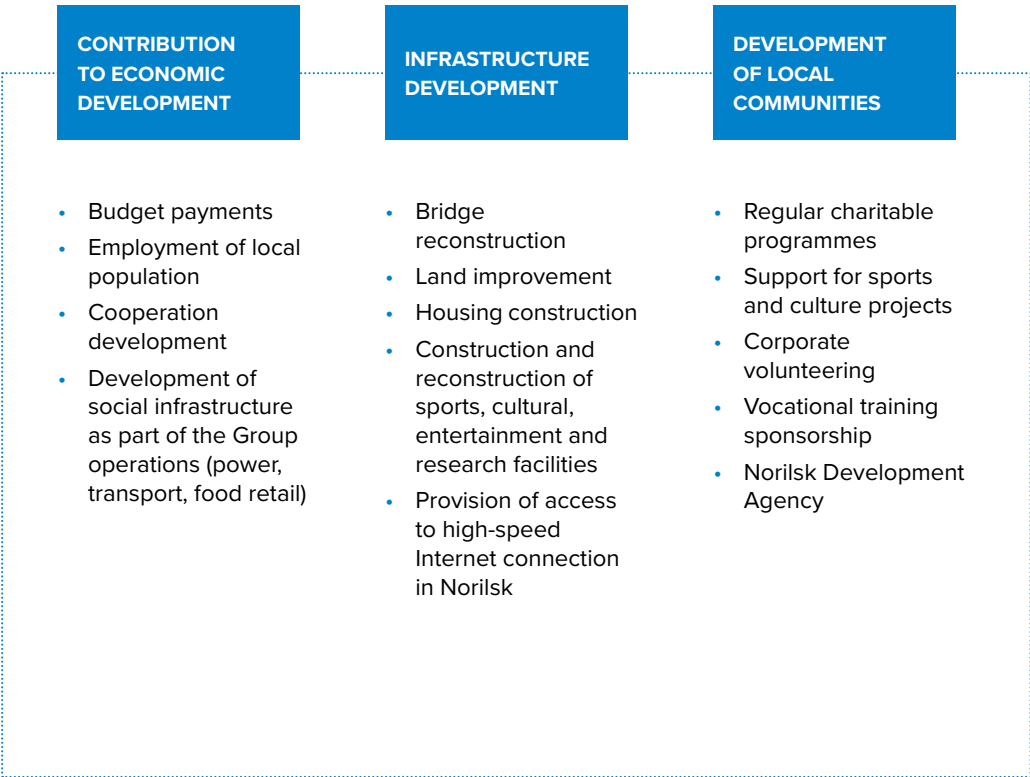 CONTRIBUTION
TO ECONOMIC
DEVELOPMENT
• Budget payments
• Employment of local
population
• Cooperation
development
• Development of
social infrastructure
as part of the Group
operations (power,
transport, food retail)
INFRASTRUCTURE
DEVELOPMENT
• Bridge
reconstruction
• Land improvement
• Housing construction
• Construction and
reconstruction of
sports, cultural,
entertainment and
research facilities
• Provision of access
to high-speed
Internet connection
in Norilsk
DEVELOPMENT
OF LOCAL
COMMUNITIES
• Regular charitable
programmes
• Support for sports
and culture projects
• Corporate
volunteering
• Vocational training
sponsorship
• Norilsk Development
Agency